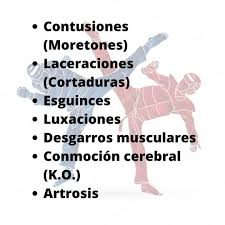 • Contusiones
(Moretones)
• Laceraciones
(Cortaduras)
• Esguinces
• Luxaciones
• Desgarros musculares
• Conmoción cerebral
(K.O.)
• Artrosis